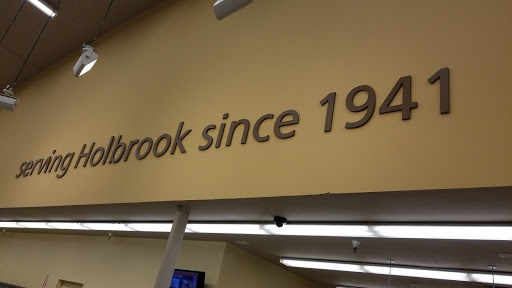 serving Holbrook since 1941